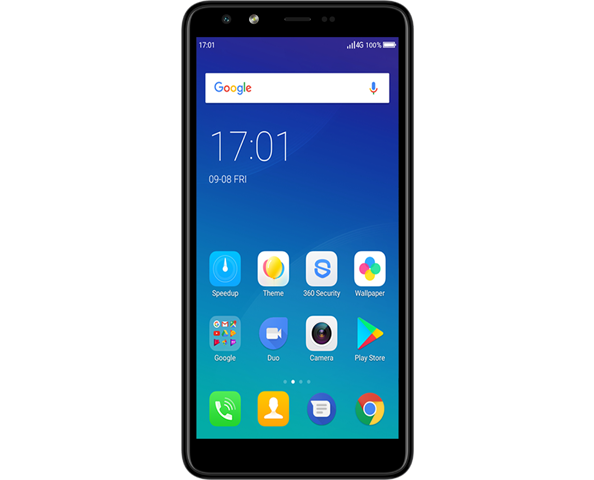 17:01 4G 100%
Google
17:01
09-08 FRI
Speedup Theme 360 Security Wallpaper
Google Duo Camera Play Store